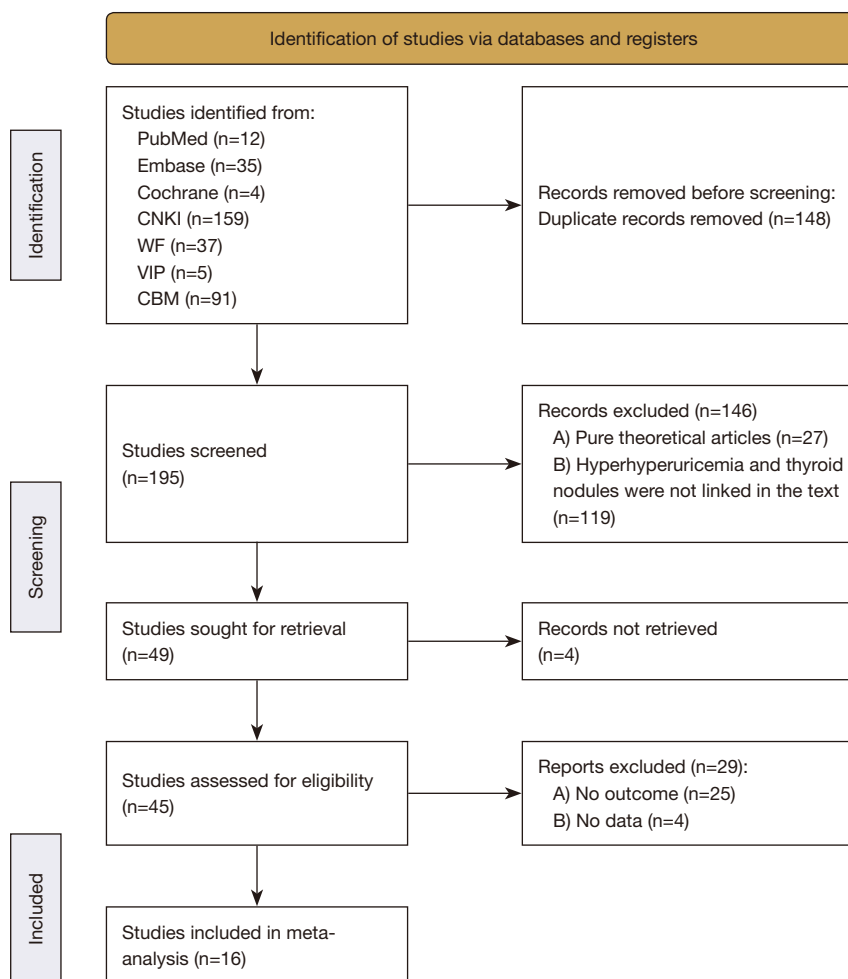 Identification of studies via databases and registers
Identification
Studies identified from:
PubMed (n=12)
Embase (n=35)
Cochrane (n=4)
CNKI (n=159)
WF (n=37)
VIP (n=5)
CBM (n=91)
Records removed before screening:
Duplicate records removed (n=148)
Screening
Studies screened
(n=195)
Records excluded (n=146)
A) Pure theoretical articles (n=27)
B) Hyperhyperuricemia and thyroid
nodules were not linked in the text
(n=119)
Studies sought for retrieval
(n=49)
Records not retrieved
(n=4)
Studies assessed for eligibility
(n=45)
Reports excluded (n=29):
A) No outcome (n=25)
B) No data (n=4)
Included
Studies included in meta-
analysis (n=16)